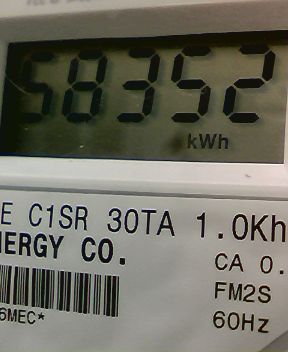 58352
kWh
E C1SR 30TA 1.0Kh
NERGY CO.
CA 0.
FM2S
6MEC*
60Hz